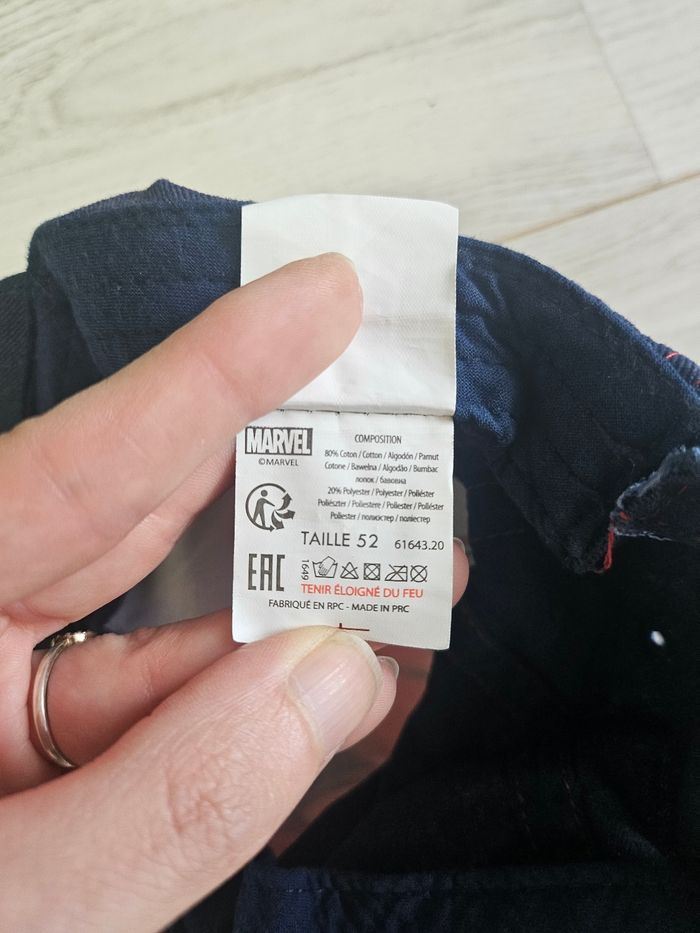 MARVEL
©MARVEL
COMPOSITION
80% Coton / Cotton / Algodón / Pamut
Cotone / Bawełna / Algodão / Bumbac
лопок / бавовна
20% Polyester / Polyester / Poliéster
Poliészter / Poliestere / Poliester / Poliéster
Poliester / полиэстер / поліестер
TAILLE 52 61643.20
EAC
1649
TENIR ÉLOIGNÉ DU FEU
FABRIQUÉ EN RPC - MADE IN PRC